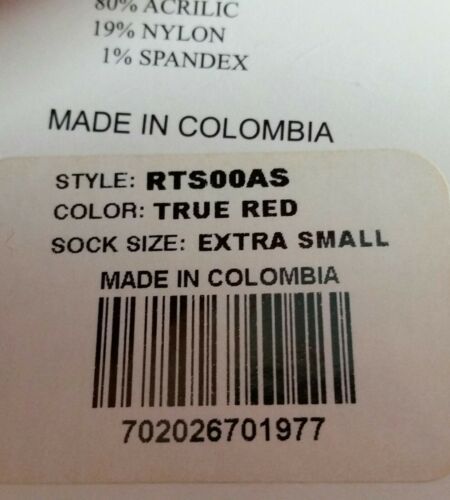 80% ACRILIC
19% NYLON
1% SPANDEX
MADE IN COLOMBIA
STYLE: RTS00AS
COLOR: TRUE RED
SOCK SIZE: EXTRA SMALL
MADE IN COLOMBIA
702026701977